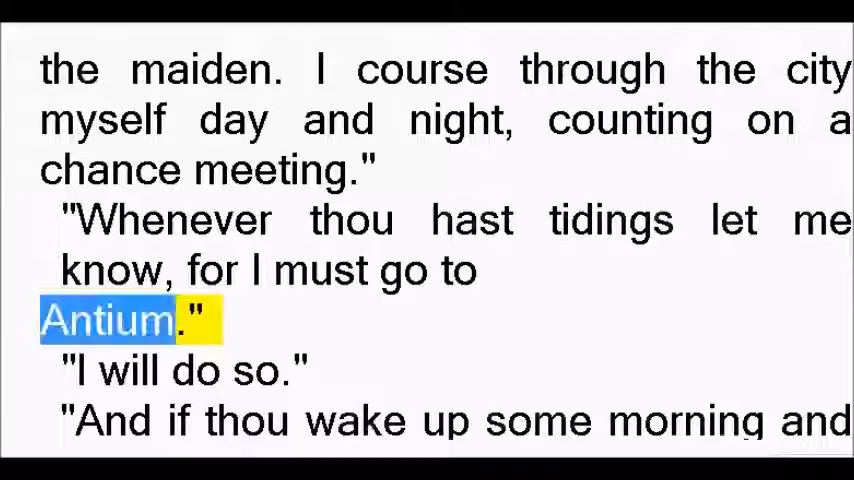 the maiden. I course through the city
myself day and night, counting on a
chance meeting."
"Whenever thou hast tidings let me
know, for I must go to
Antium."
"I will do so."
"And if thou wake up some morning and